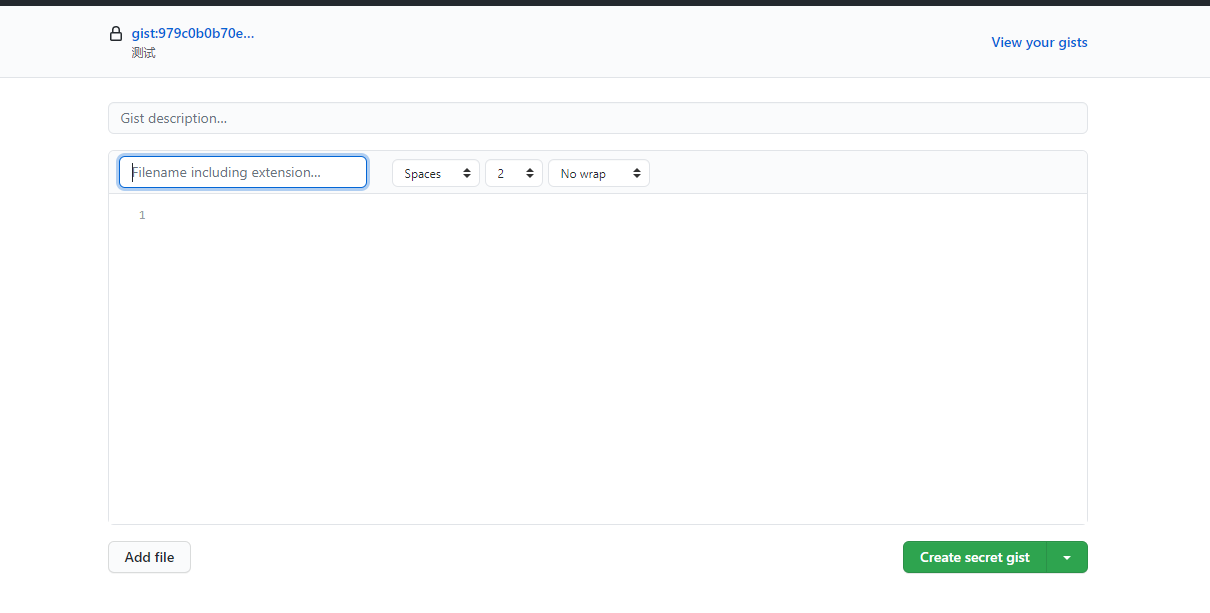 gist:979c0b0b70e...
测试
View your gists
Gist description...
Filename including extension...
Spaces
2
No wrap
1
Add file
Create secret gist